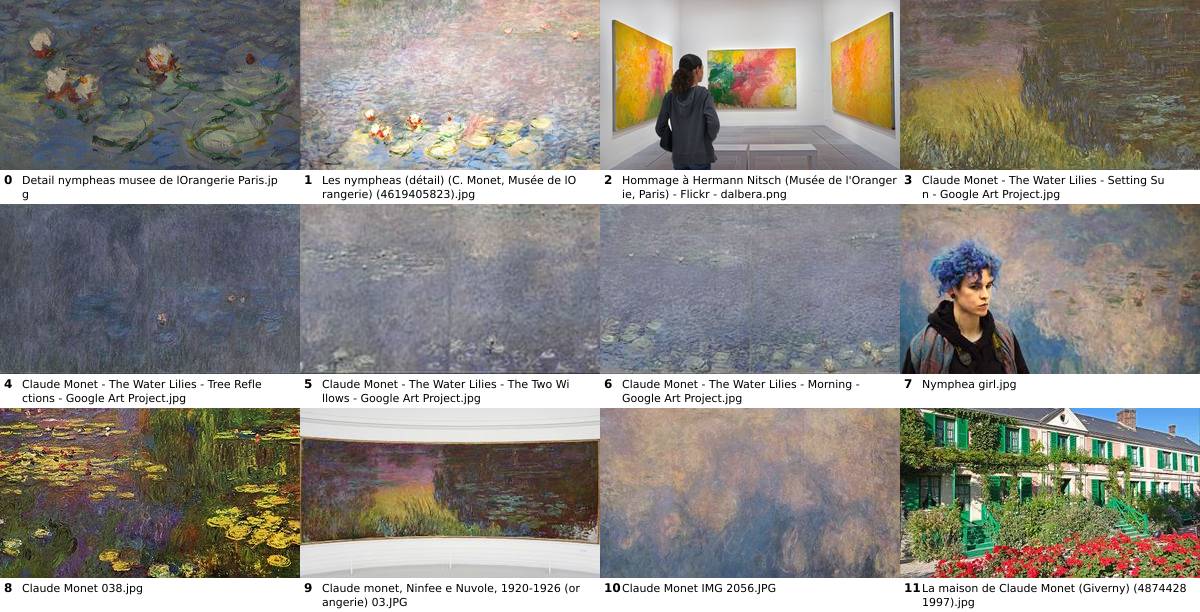 0 Detail nympheas musee de lOrangerie Paris.jp
g
1 Les nympheas (détail) (C. Monet, Musée de lO
rangerie) (4619405823).jpg
2 Hommage à Hermann Nitsch (Musée de l'Oranger
ie, Paris) - Flickr - dalbera.png
3 Claude Monet - The Water Lilies - Setting Su
n - Google Art Project.jpg
4 Claude Monet - The Water Lilies - Tree Refle
ctions - Google Art Project.jpg
5 Claude Monet - The Water Lilies - The Two Wi
llows - Google Art Project.jpg
6 Claude Monet - The Water Lilies - Morning -
Google Art Project.jpg
7 Nymphea girl.jpg
8 Claude Monet 038.jpg
9 Claude monet, Ninfee e Nuvole, 1920-1926 (or
angerie) 03.JPG
10 Claude Monet IMG 2056.JPG
11 La maison de Claude Monet (Giverny) (4874428
1997).jpg